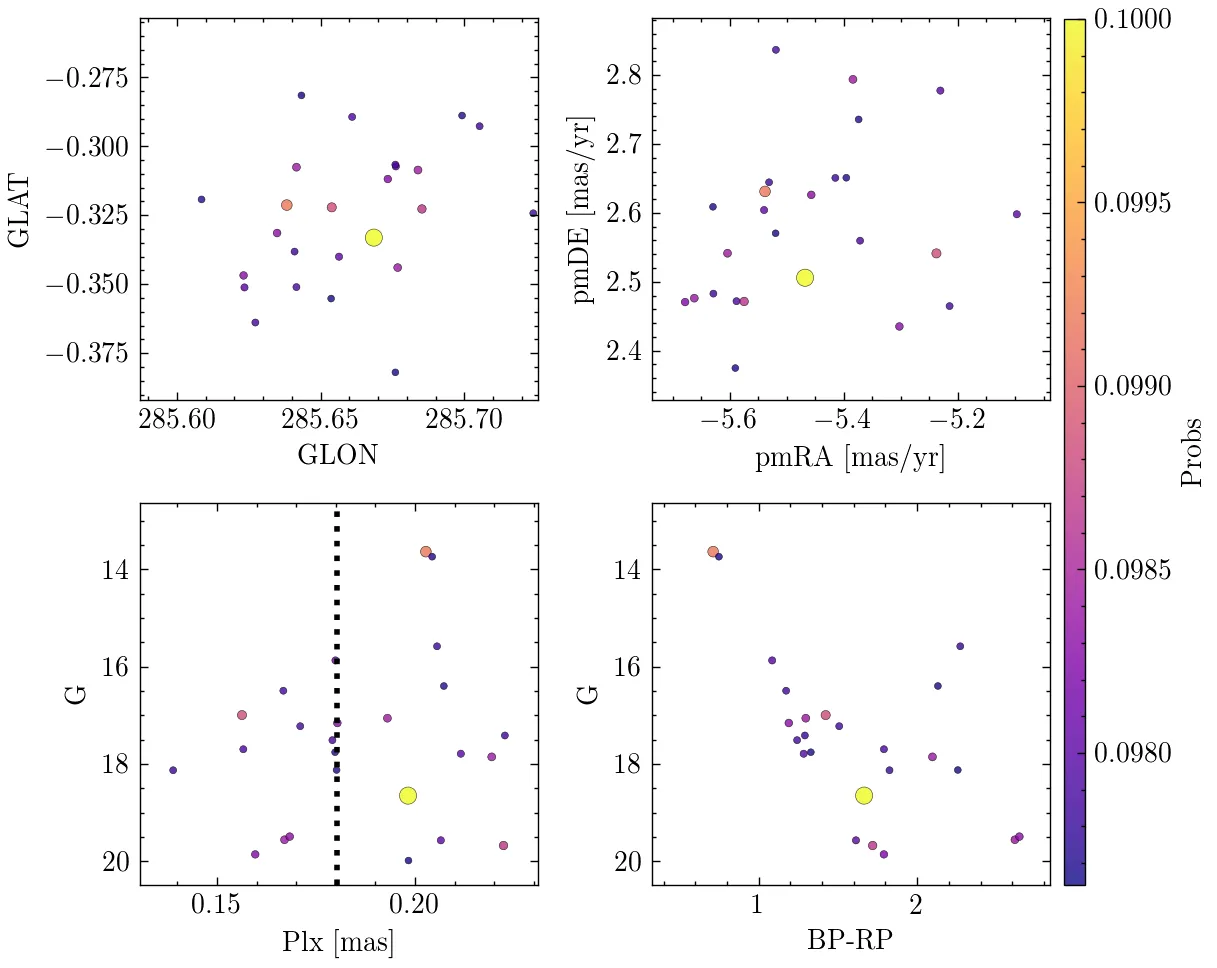 −0.275
−0.300
−0.325
−0.350
−0.375
GLAT
285.60 285.65 285.70
GLON
2.8
2.7
2.6
2.5
2.4
pmDE [mas/yr]
−5.6 −5.4 −5.2
pmRA [mas/yr]
0.1000
0.0995
0.0990
0.0985
0.0980
Probs
14
16
18
20
G
0.15 0.20
Plx [mas]
14
16
18
20
G
1 2
BP-RP